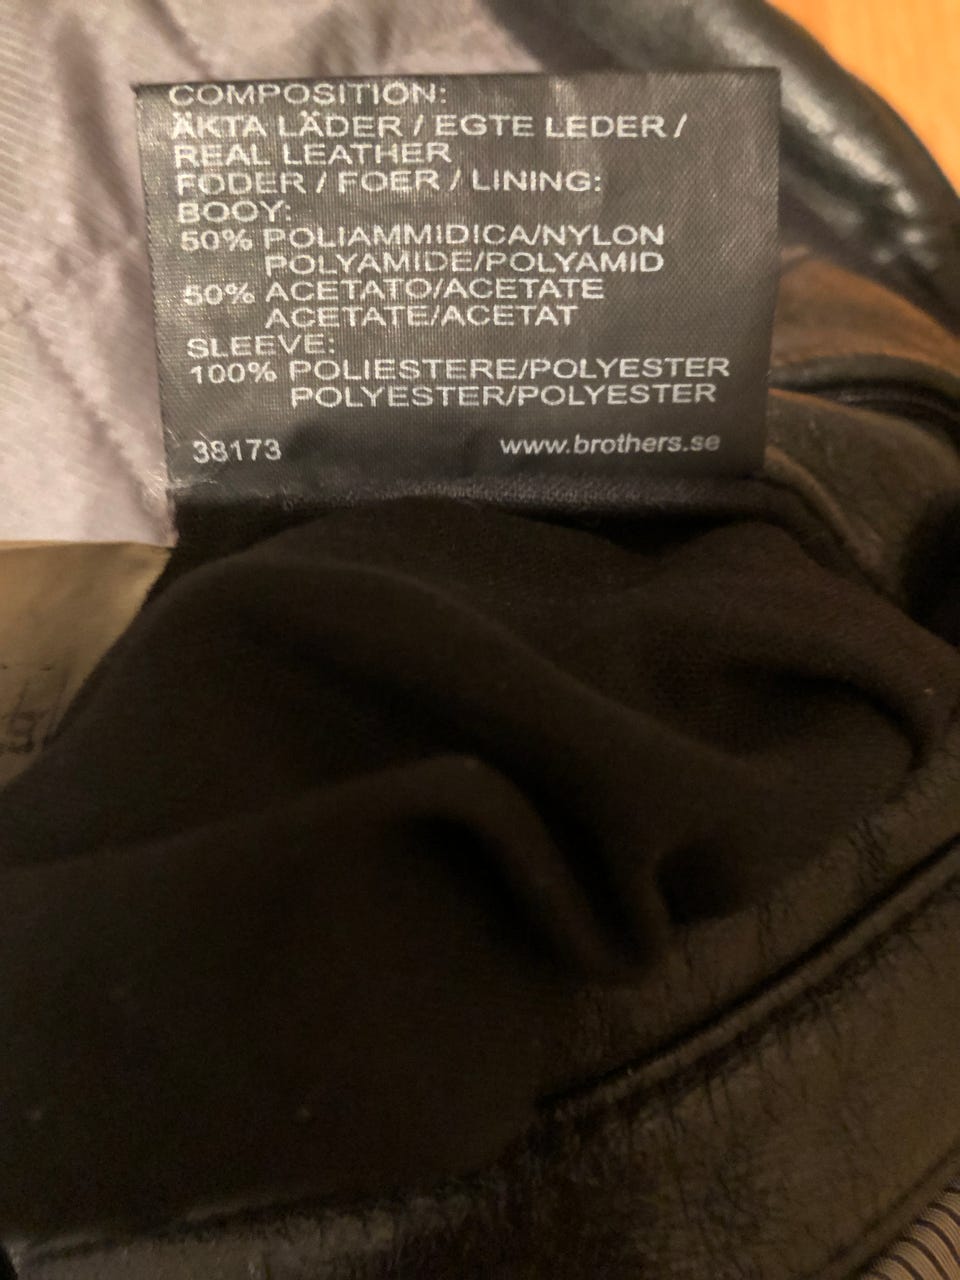 COMPOSITION:
ÄKTA LÄDER / EGTE LEDER /
REAL LEATHER
FODER / FOER / LINING:
BOOY:
50% POLIAMMIDICA/NYLON
POLYAMIDE/POLYAMID
50% ACETATO/ACETATE
ACETATE/ACETAT
SLEEVE:
100% POLIESTERE/POLYESTER
POLYESTER/POLYESTER
38173 www.brothers.se